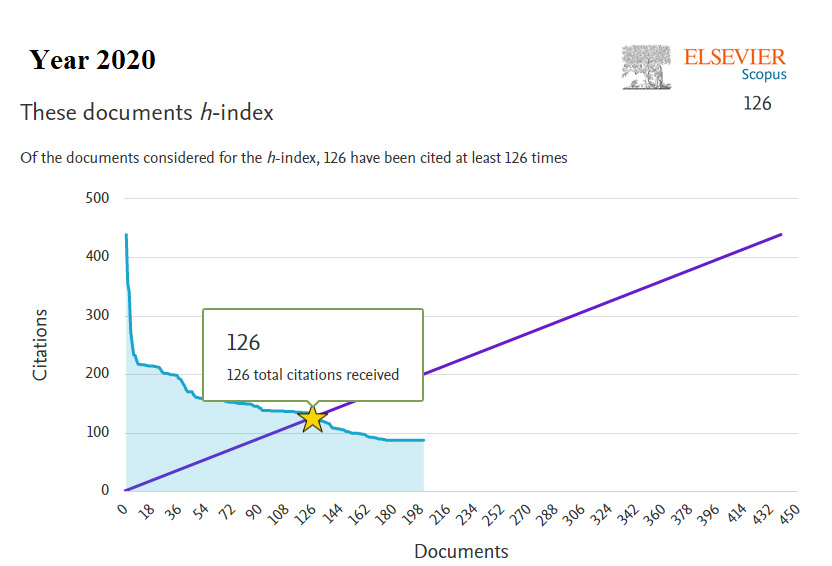 Year 2020
ELSEVIER
Scopus
These documents h-index
126
Of the documents considered for the h-index, 126 have been cited at least 126 times
500
400
300
200
100
0
Citations
126
126 total citations received
0 18 36 54 72 90 108 126 144 162 180 198 216 234 252 270 288 306 324 342 360 378 396 414 432 450
Documents